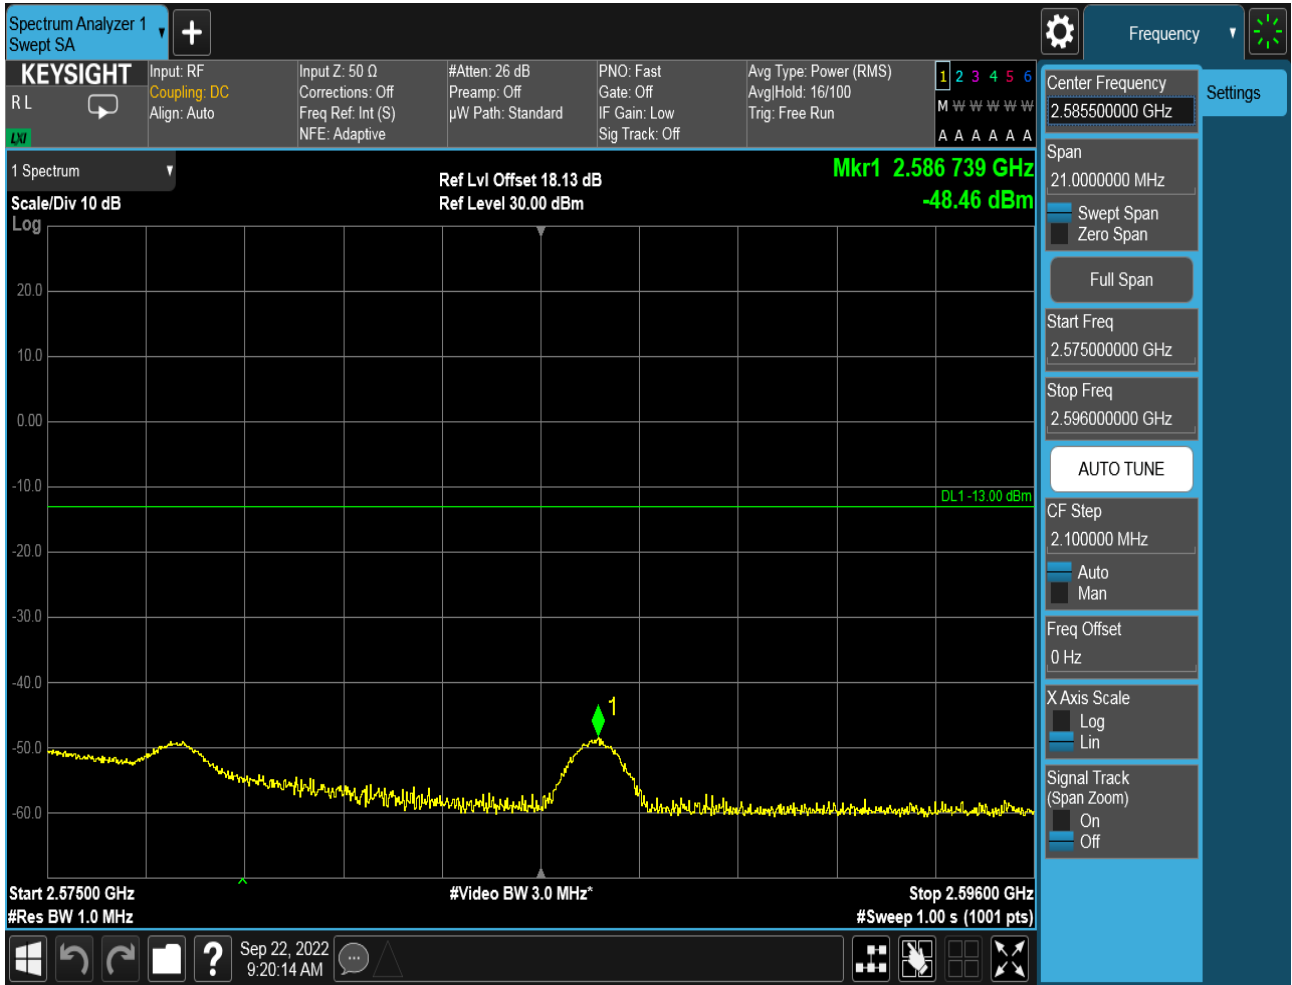 Spectrum Analyzer 1
Swept SA
Frequency
KEYSIGHT
R L
LXI
Input: RF
Coupling: DC
Align: Auto
Input Z: 50 Ω
Corrections: Off
Freq Ref: Int (S)
NFE: Adaptive
#Atten: 26 dB
Preamp: Off
µW Path: Standard
PNO: Fast
Gate: Off
IF Gain: Low
Sig Track: Off
Avg Type: Power (RMS)
Avg|Hold: 16/100
Trig: Free Run
1 2 3 4 5 6
M W W W W W
A A A A A A
1 Spectrum
Scale/Div 10 dB
Log
Ref Lvl Offset 18.13 dB
Ref Level 30.00 dBm
Mkr1 2.586 739 GHz
-48.46 dBm
20.0
10.0
0.00
-10.0
DL1 -13.00 dBm
-20.0
-30.0
-40.0
1
-50.0
-60.0
Start 2.57500 GHz
#Video BW 3.0 MHz*
Stop 2.59600 GHz
#Res BW 1.0 MHz
#Sweep 1.00 s (1001 pts)
Sep 22, 2022
9:20:14 AM
Center Frequency
2.585500000 GHz
Settings
Span
21.0000000 MHz
Swept Span
Zero Span
Full Span
Start Freq
2.575000000 GHz
Stop Freq
2.596000000 GHz
AUTO TUNE
CF Step
2.100000 MHz
Auto
Man
Freq Offset
0 Hz
X Axis Scale
Log
Lin
Signal Track
(Span Zoom)
On
Off